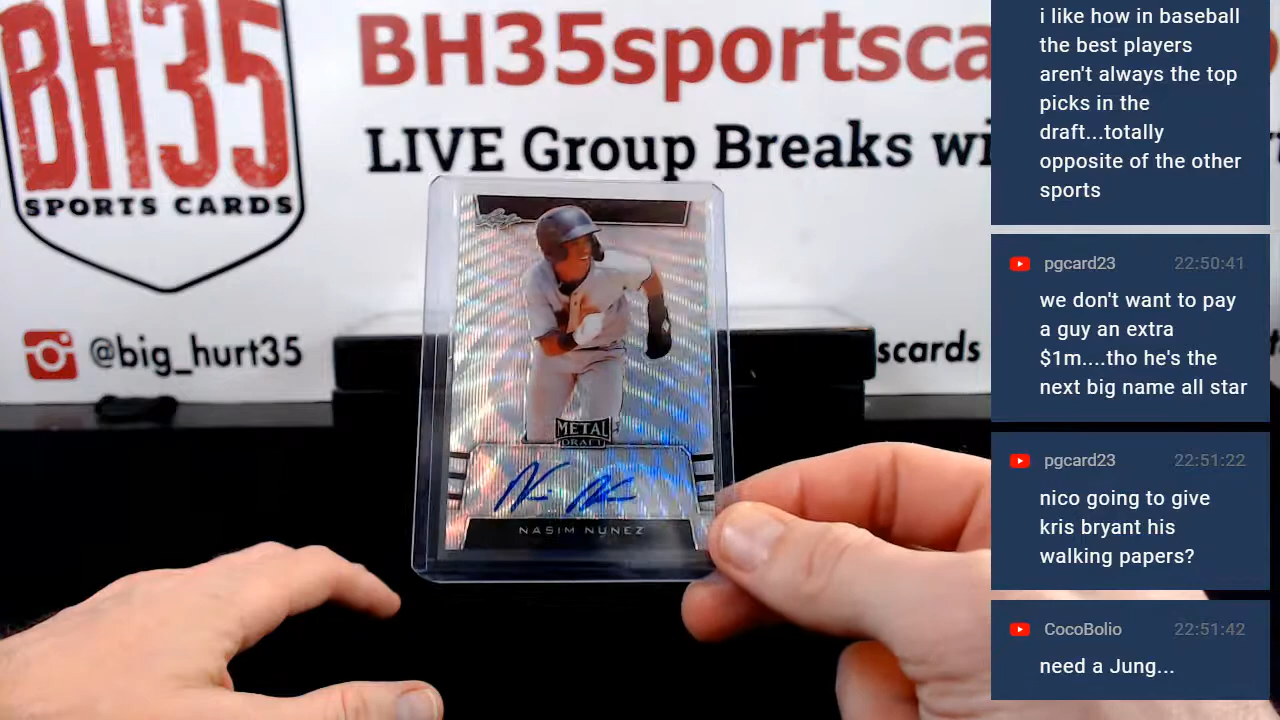 BH35
SPORTS CARDS
BH35sportsca
LIVE Group Breaks wi
@big_hurt35
scards
Leaf
METAL
DRAFT
NASIM NUNEZ
i like how in baseball
the best players
aren't always the top
picks in the
draft...totally
opposite of the other
sports
pgcard23 22:50:41
we don't want to pay
a guy an extra
$1m....tho he's the
next big name all star
pgcard23 22:51:22
nico going to give
kris bryant his
walking papers?
CocoBolio 22:51:42
need a Jung...